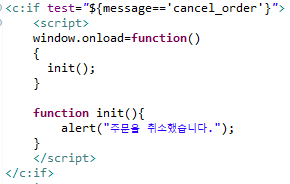 <c:if test="${message=='cancel_order'}">
<script>
window.onload=function()
{
init();
}
function init(){
alert("주문을 취소했습니다.");
}
</script>
</c:if>